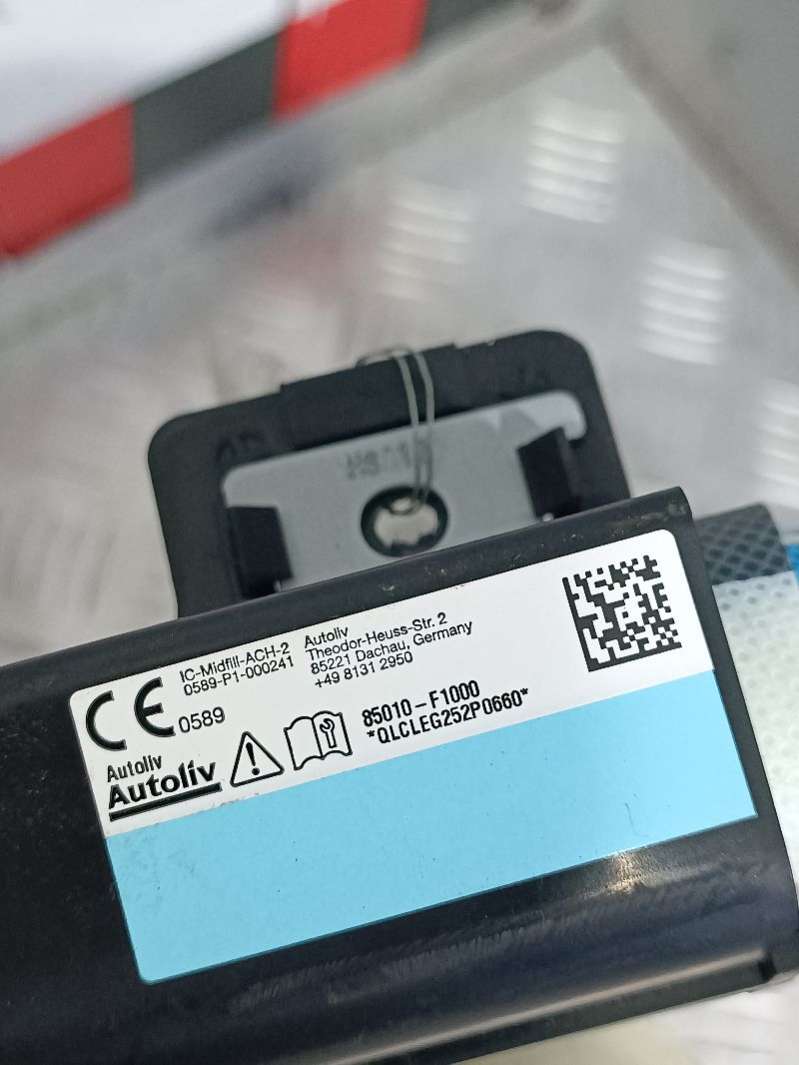 IC-Midfill-ACH-2
0589-P1-000241
Autoliv
Theodor-Heuss-Str. 2
85221 Dachau, Germany
+49 8131 2950
CE 0589
85010-F1000
*QLCLEG252P0660*
Autoliv
Autoliv